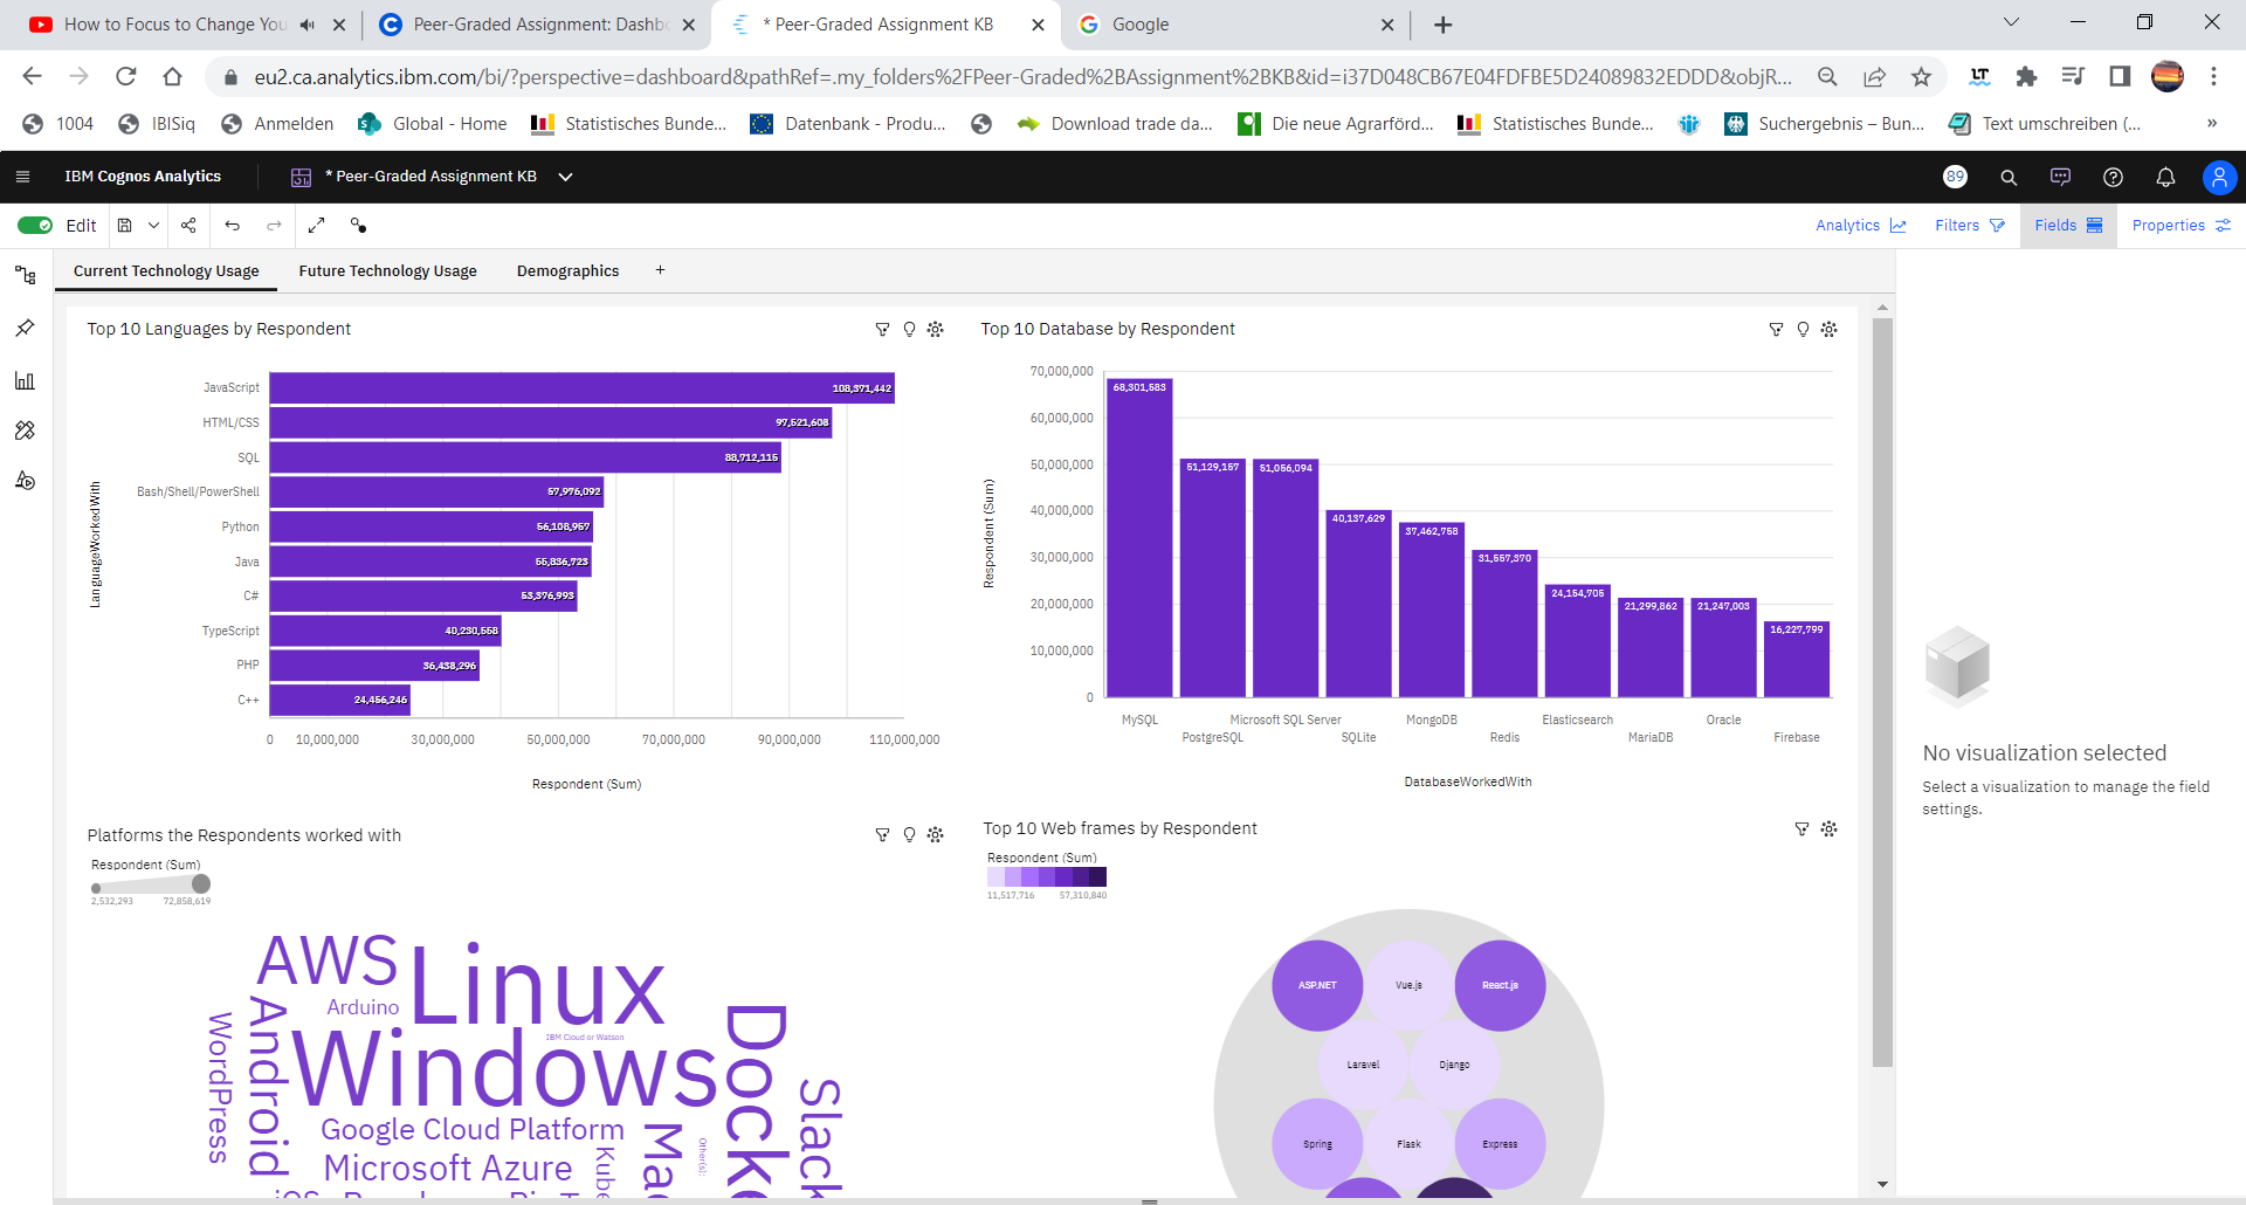 How to Focus to Change You
Peer-Graded Assignment: Dashbo
* Peer-Graded Assignment KB
Google
eu2.ca.analytics.ibm.com/bi/?perspective=dashboard&pathRef=.my_folders%2FPeer-Graded%2BAssignment%2BKB&id=i37D048CB67E04FDFBE5D24089832EDDD&objR...
1004
IBISiq
Anmelden
Global - Home
Statistisches Bunde...
Datenbank - Produ...
Download trade da...
Die neue Agrarförd...
Statistisches Bunde...
Suchergebnis – Bun...
Text umschreiben (...
»
IBM Cognos Analytics
* Peer-Graded Assignment KB
89
Edit
Analytics
Filters
Fields
Properties
Current Technology Usage
Future Technology Usage
Demographics
+
Top 10 Languages by Respondent
LanguageWorkedWith
JavaScript
108,371,442
HTML/CSS
97,521,608
SQL
88,712,115
Bash/Shell/PowerShell
57,976,092
Python
56,108,957
Java
55,836,723
C#
53,376,993
TypeScript
40,230,558
PHP
36,438,296
C++
24,456,246
0
10,000,000
30,000,000
50,000,000
70,000,000
90,000,000
110,000,000
Respondent (Sum)
Top 10 Database by Respondent
Respondent (Sum)
70,000,000
60,000,000
50,000,000
40,000,000
30,000,000
20,000,000
10,000,000
0
68,301,583
51,129,157
51,056,094
40,137,629
37,462,758
31,557,370
24,154,705
21,299,862
21,247,003
16,227,799
MySQL
PostgreSQL
Microsoft SQL Server
SQLite
MongoDB
Redis
Elasticsearch
MariaDB
Oracle
Firebase
DatabaseWorkedWith
No visualization selected
Select a visualization to manage the field
settings.
Platforms the Respondents worked with
Respondent (Sum)
2,532,293
72,858,619
AWS
Linux
Arduino
Android
WordPress
IBM Cloud or Watson
Windows
Docke
Slack
Google Cloud Platform
Microsoft Azure
Mac
Kube
Other(s):
iOS
Top 10 Web frames by Respondent
Respondent (Sum)
11,517,716
57,310,840
ASP.NET
Vue.js
React.js
Laravel
Django
Spring
Flask
Express